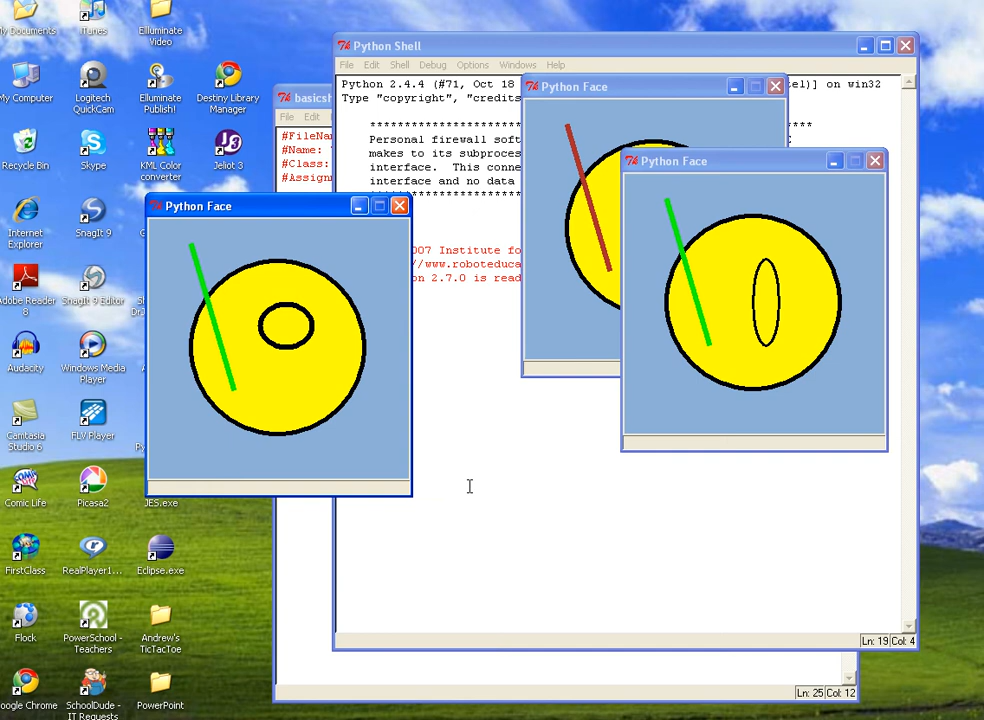 My Documents
iTunes
Elluminate
Video
My Computer
Logitech
QuickCam
Elluminate
Publish!
Destiny Library
Manager
Recycle Bin
Skype
KML Color
converter
Jeliot 3
Internet
Explorer
SnagIt 9
Adobe Reader
8
SnagIt 9 Editor
Audacity
Windows Media
Player
Camtasia
Studio 6
FLV Player
Comic Life
Picasa2
JES.exe
FirstClass
RealPlayer1...
Eclipse.exe
Flock
PowerSchool -
Teachers
Andrew's
TicTacToe
Google Chrome
SchoolDude -
IT Requests
PowerPoint
basicsh
File Edit
#FileNam
#Name:
#Class:
#Assign
Ln: 25 Col: 12
Python Shell
File Edit Shell Debug Options Windows Help
Python 2.4.4 (#71, Oct 18 tel)] on win32
Type "copyright", "credits
Personal firewall soft
makes to its subproces
interface. This conne
interface and no data
007 Institute fo
//www.roboteduca
on 2.7.0 is read
Ln: 19 Col: 4
Python Face
Python Face
Python Face